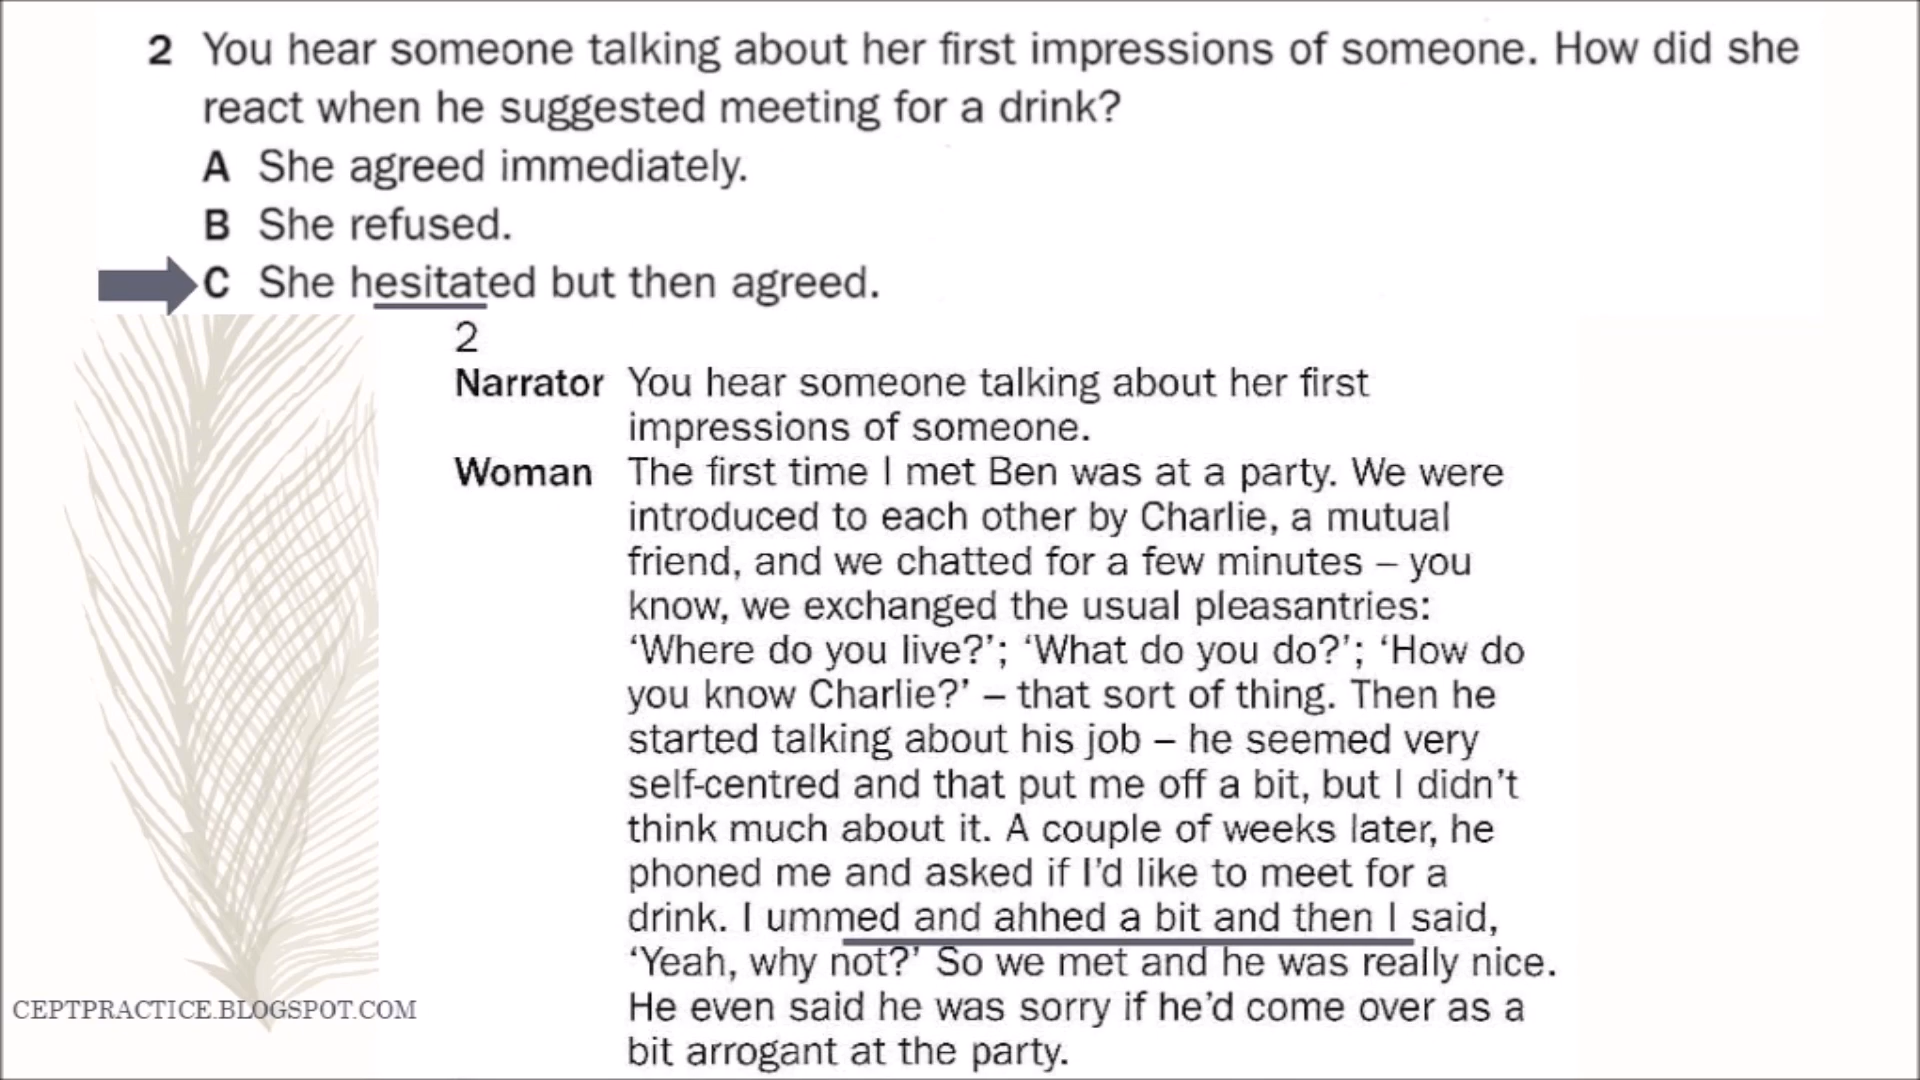 2 You hear someone talking about her first impressions of someone. How did she
react when he suggested meeting for a drink?
A She agreed immediately.
B She refused.
C She hesitated but then agreed.
2
Narrator You hear someone talking about her first
impressions of someone.
Woman The first time I met Ben was at a party. We were
introduced to each other by Charlie, a mutual
friend, and we chatted for a few minutes – you
know, we exchanged the usual pleasantries:
‘Where do you live?’; ‘What do you do?’; ‘How do
you know Charlie?’ – that sort of thing. Then he
started talking about his job – he seemed very
self-centred and that put me off a bit, but I didn’t
think much about it. A couple of weeks later, he
phoned me and asked if I’d like to meet for a
drink. I ummed and ahhed a bit and then I said,
‘Yeah, why not?’ So we met and he was really nice.
He even said he was sorry if he’d come over as a
bit arrogant at the party.
CEPTPRACTICE.BLOGSPOT.COM